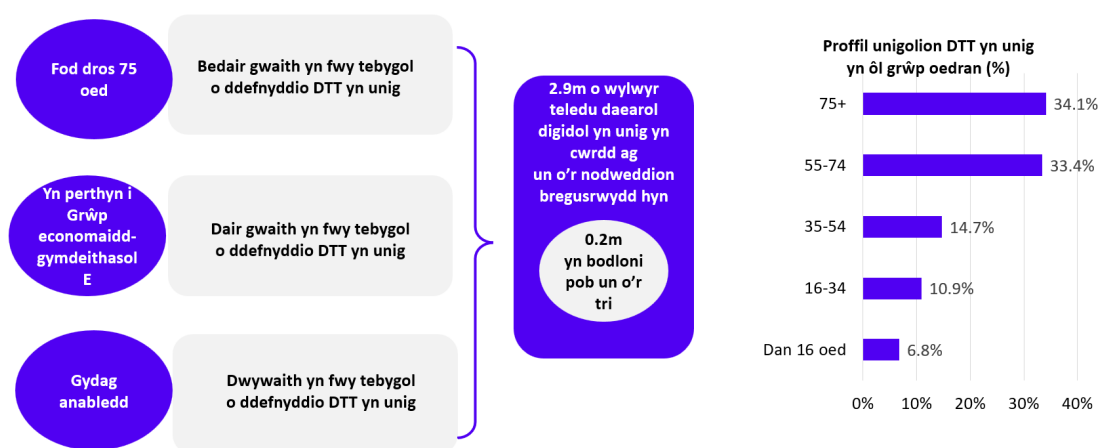 Fod dros 75
oed
Bedair gwaith yn fwy tebygol
o ddefnyddio DTT yn unig
Yn perthyn i
Grŵp
economaidd-
gymdeithasol
E
Dair gwaith yn fwy tebygol
o ddefnyddio DTT yn unig
Gydag
anabledd
Dwywaith yn fwy tebygol
o ddefnyddio DTT yn unig
2.9m o wylwyr
teledu daearol
digidol yn unig yn
cwrdd ag
un o’r nodweddion
bregusrwydd hyn
0.2m
yn bodloni
pob un o’r
tri
Proffil unigolion DTT yn unig
yn ôl grŵp oedran (%)
75+ 34.1%
55-74 33.4%
35-54 14.7%
16-34 10.9%
Dan 16 oed 6.8%
0% 10% 20% 30% 40%